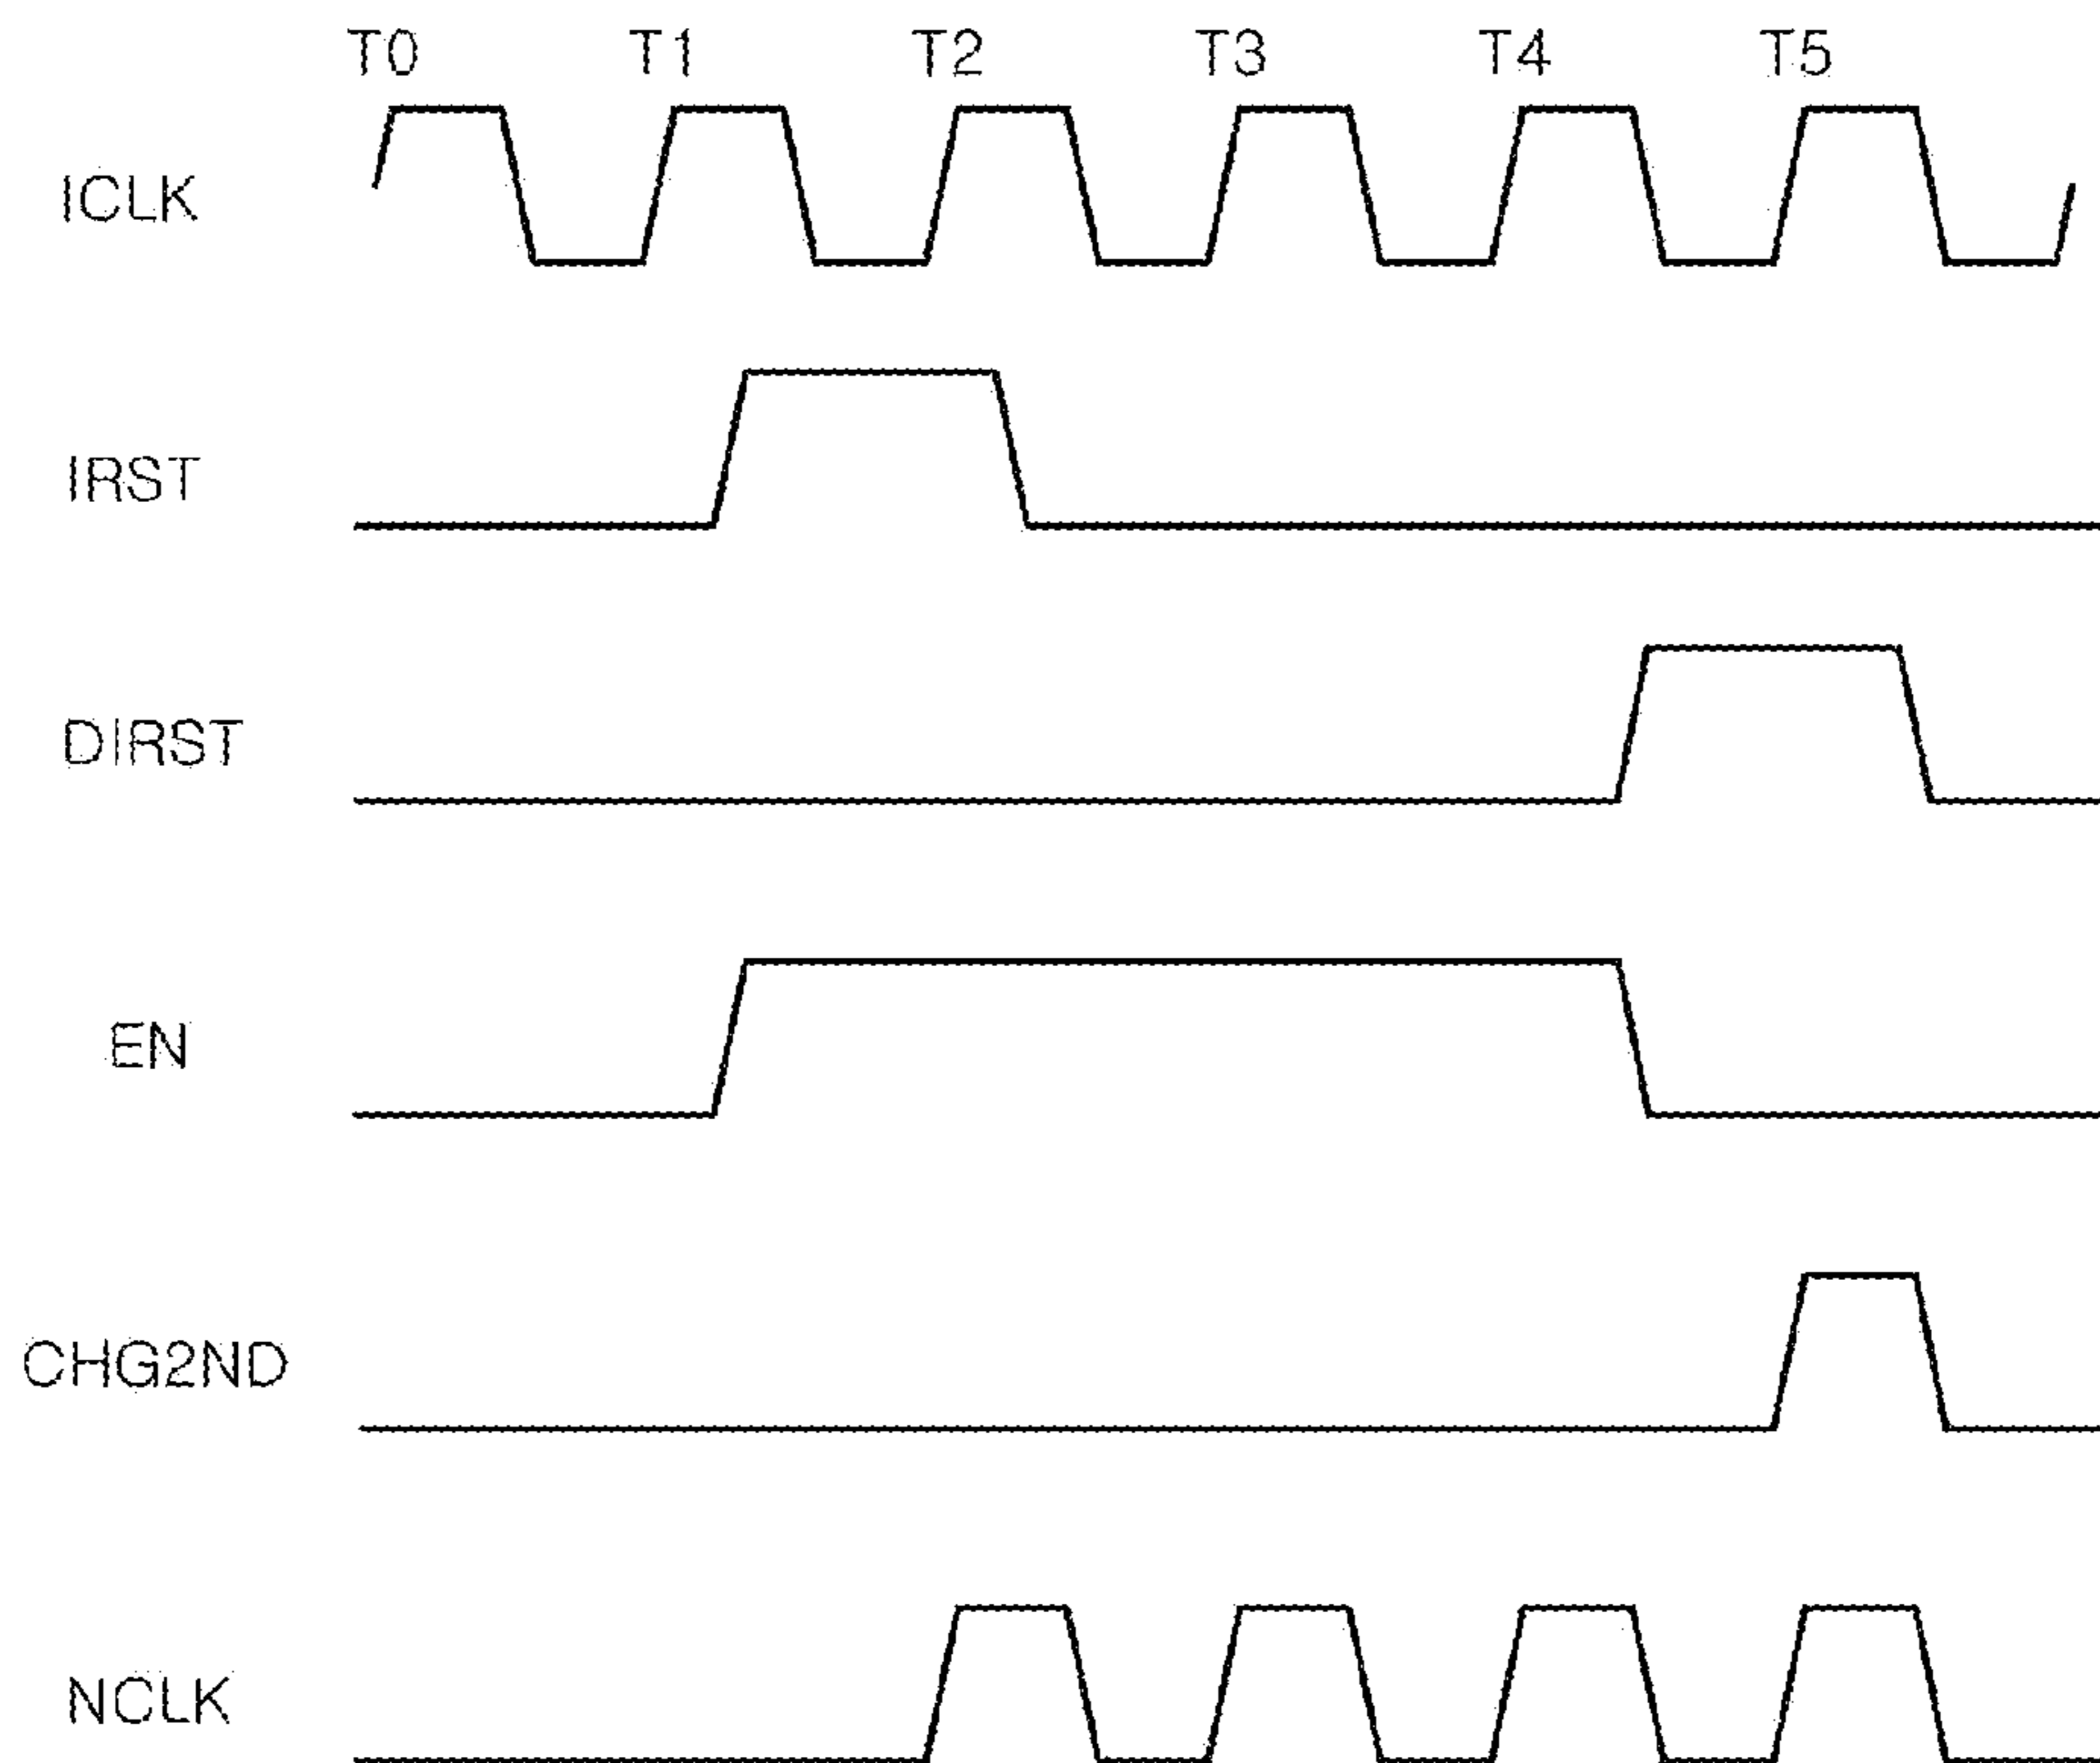 T0 T1 T2 T3 T4 T5
ICLK
IRST
DIRST
EN
CHG2ND
NCLK